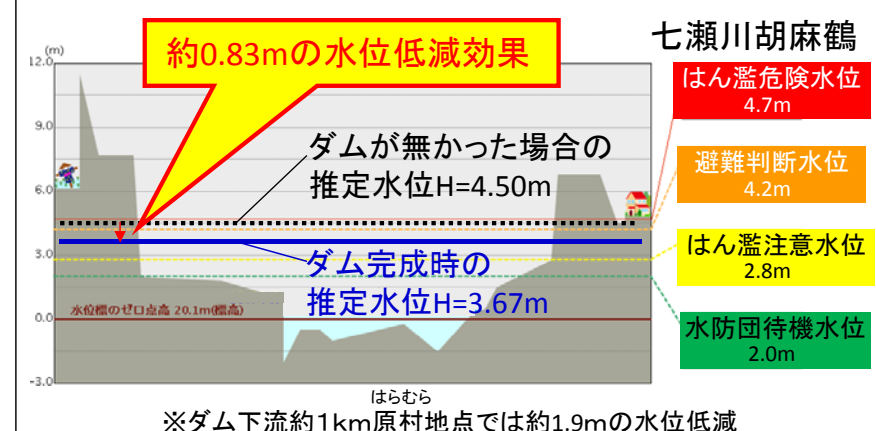 七瀬川胡麻鶴
約0.83mの水位低減効果
(m)
12.0
9.0
6.0
3.0
0.0
-3.0
ダムが無かった場合の
推定水位H=4.50m
ダム完成時の
推定水位H=3.67m
水位標のゼロ点高 20.1m(標高)
はん濫危険水位
4.7m
避難判断水位
4.2m
はん濫注意水位
2.8m
水防団待機水位
2.0m
はらむら
※ダム下流約1km原村地点では約1.9mの水位低減